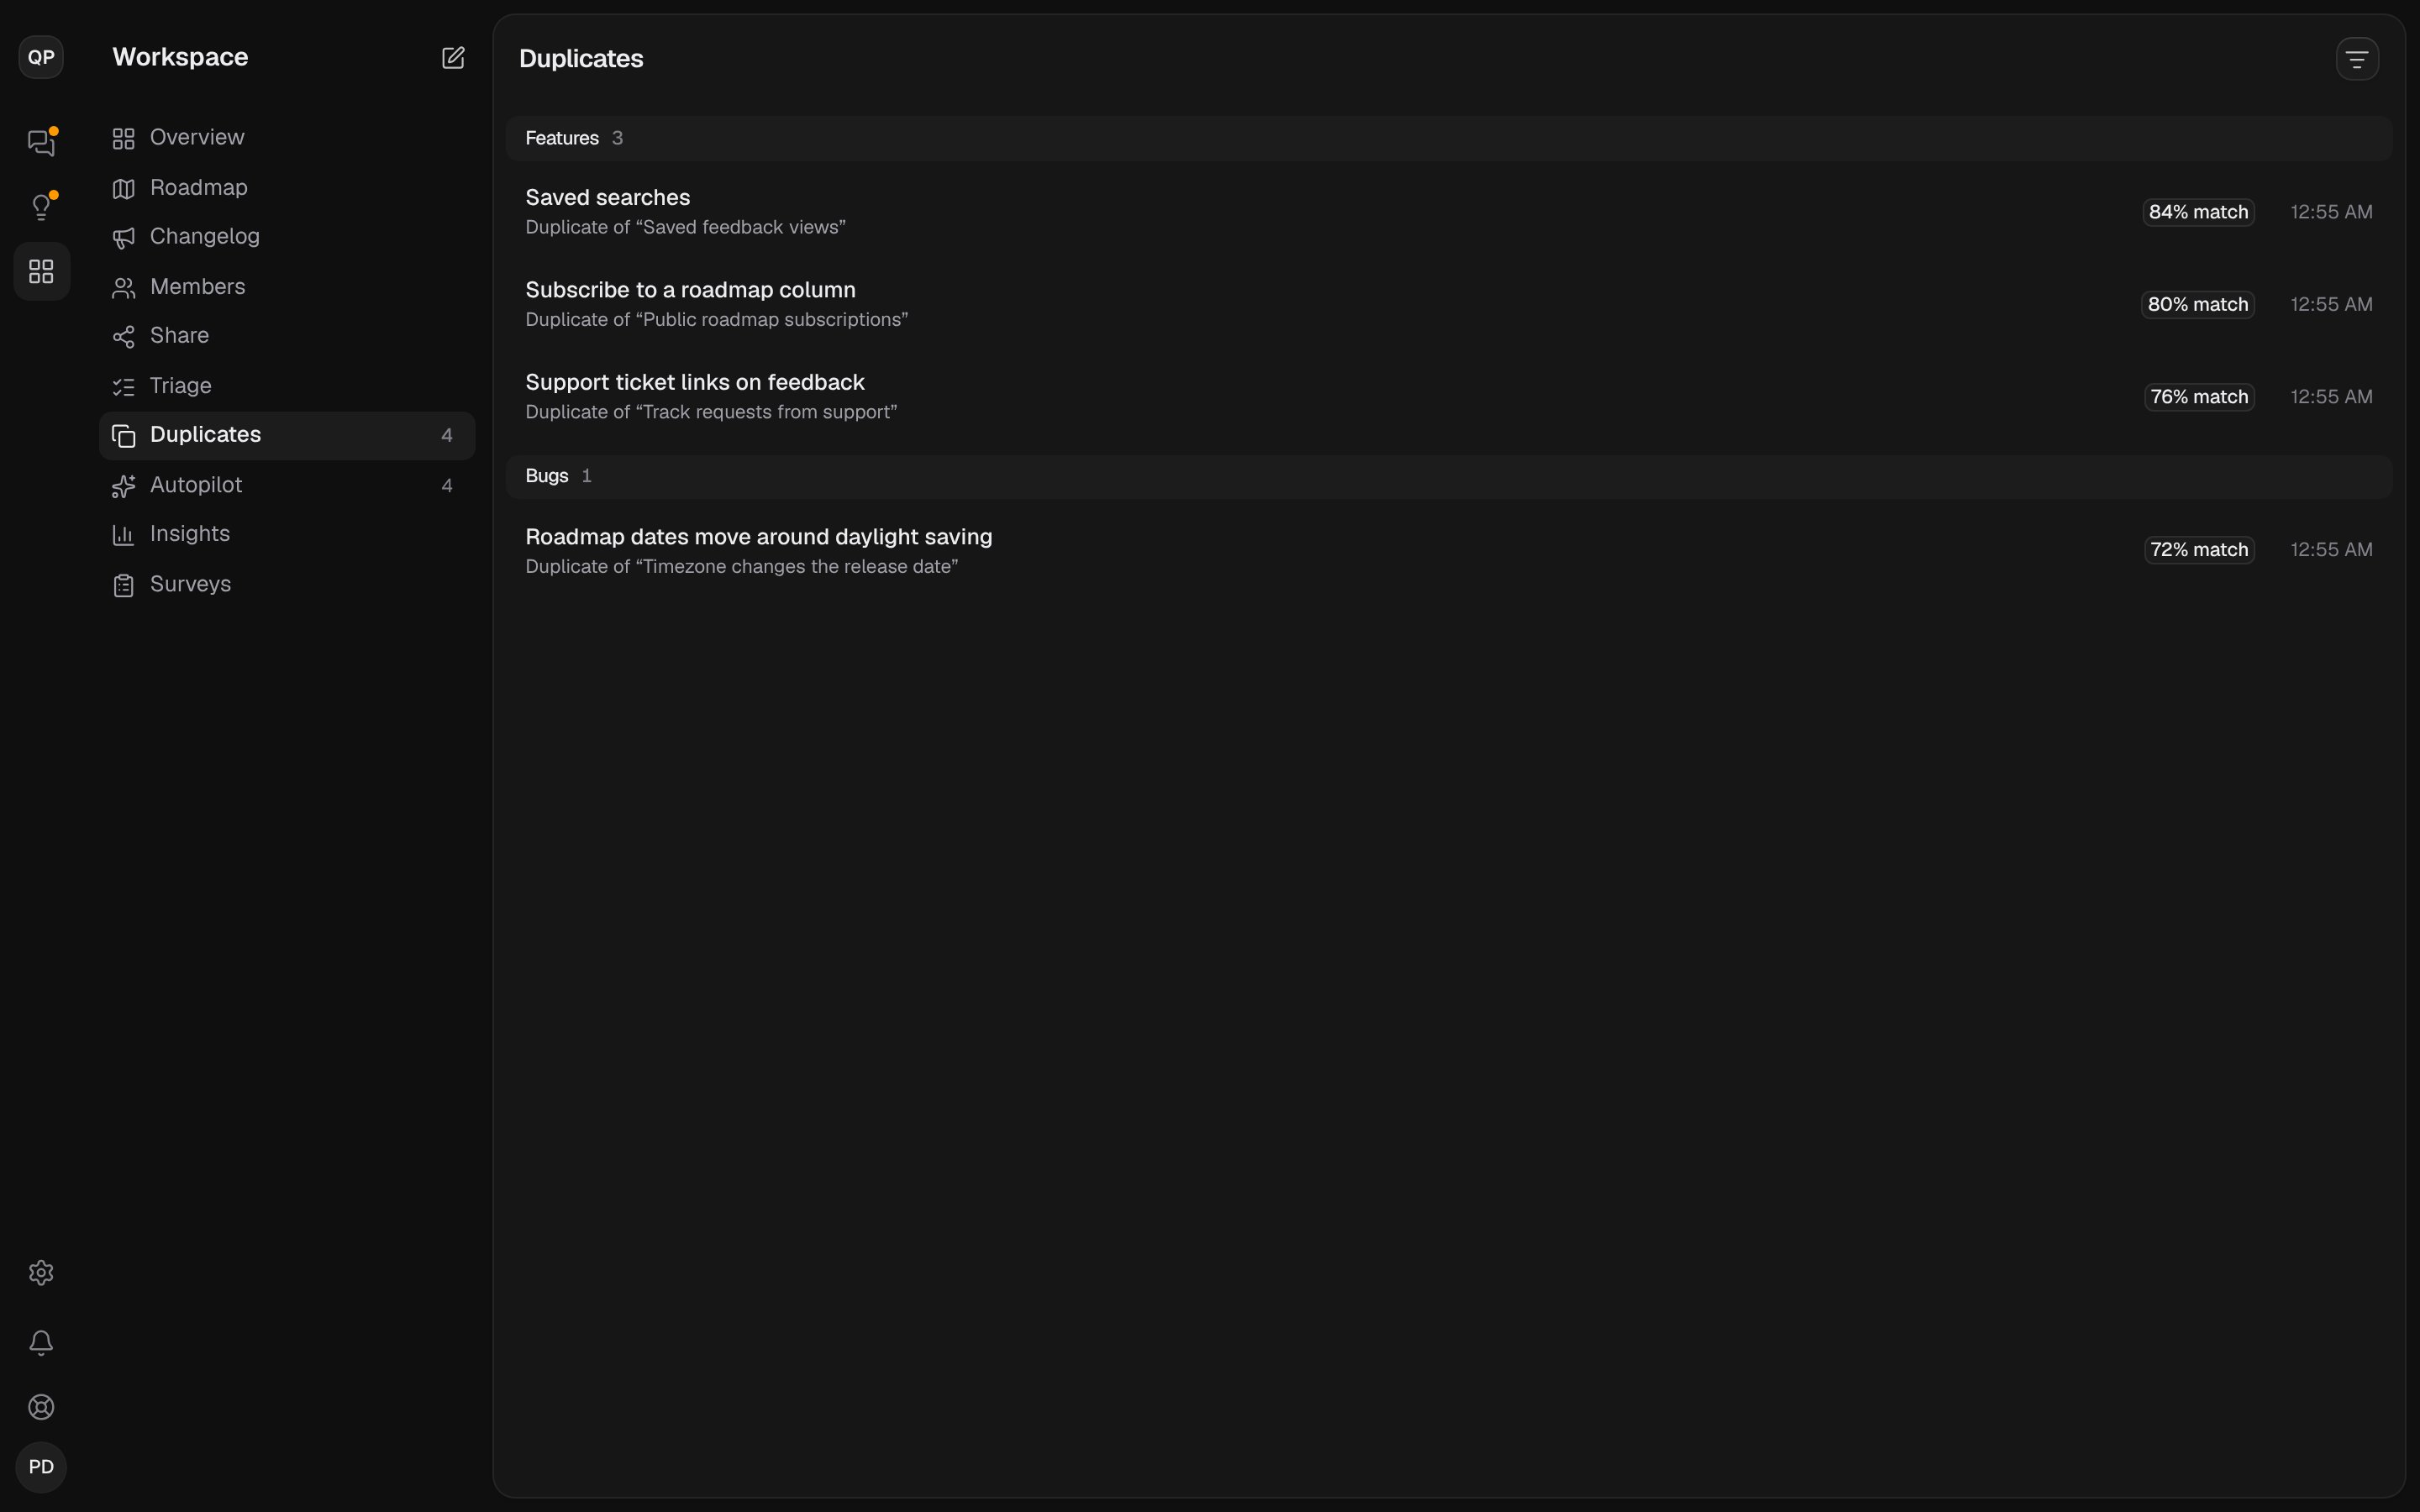 QP
Workspace
Overview
Roadmap
Changelog
Members
Share
Triage
Duplicates 4
Autopilot 4
Insights
Surveys
PD
Duplicates
Features 3
Saved searches
Duplicate of “Saved feedback views”
84% match 12:55 AM
Subscribe to a roadmap column
Duplicate of “Public roadmap subscriptions”
80% match 12:55 AM
Support ticket links on feedback
Duplicate of “Track requests from support”
76% match 12:55 AM
Bugs 1
Roadmap dates move around daylight saving
Duplicate of “Timezone changes the release date”
72% match 12:55 AM